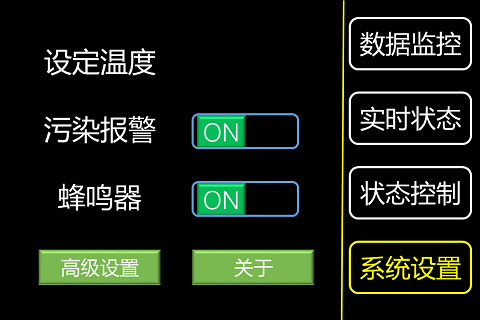 设定温度
污染报警 ON
蜂鸣器 ON
高级设置 关于
数据监控
实时状态
状态控制
系统设置